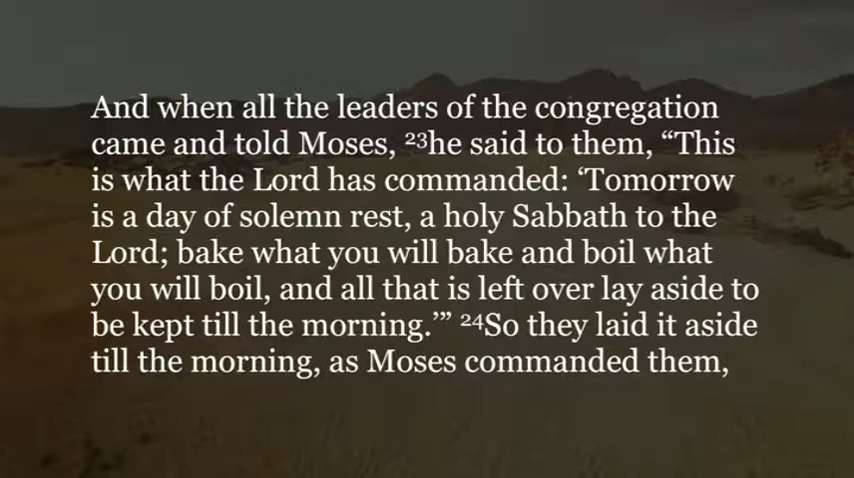 And when all the leaders of the congregation
came and told Moses, ²³he said to them, “This
is what the Lord has commanded: ‘Tomorrow
is a day of solemn rest, a holy Sabbath to the
Lord; bake what you will bake and boil what
you will boil, and all that is left over lay aside to
be kept till the morning.’” ²⁴So they laid it aside
till the morning, as Moses commanded them,